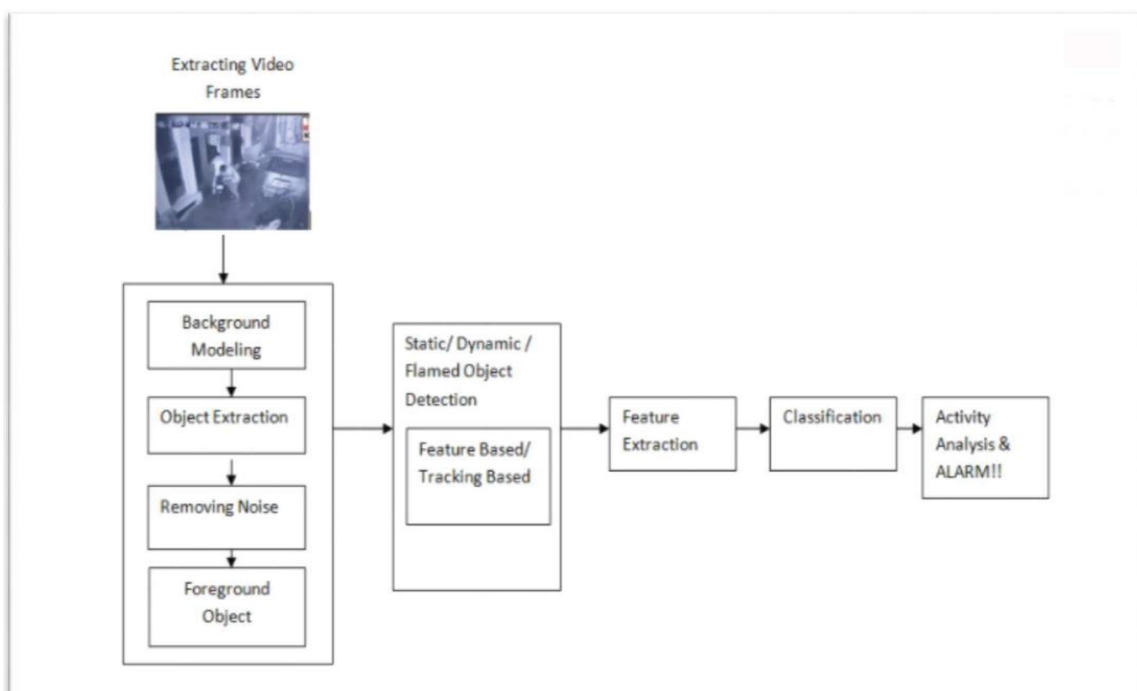 Extracting Video
Frames
Background
Modeling
Object Extraction
Removing Noise
Foreground
Object
Static/ Dynamic /
Flamed Object
Detection
Feature Based/
Tracking Based
Feature
Extraction
Classification
Activity
Analysis &
ALARM!!